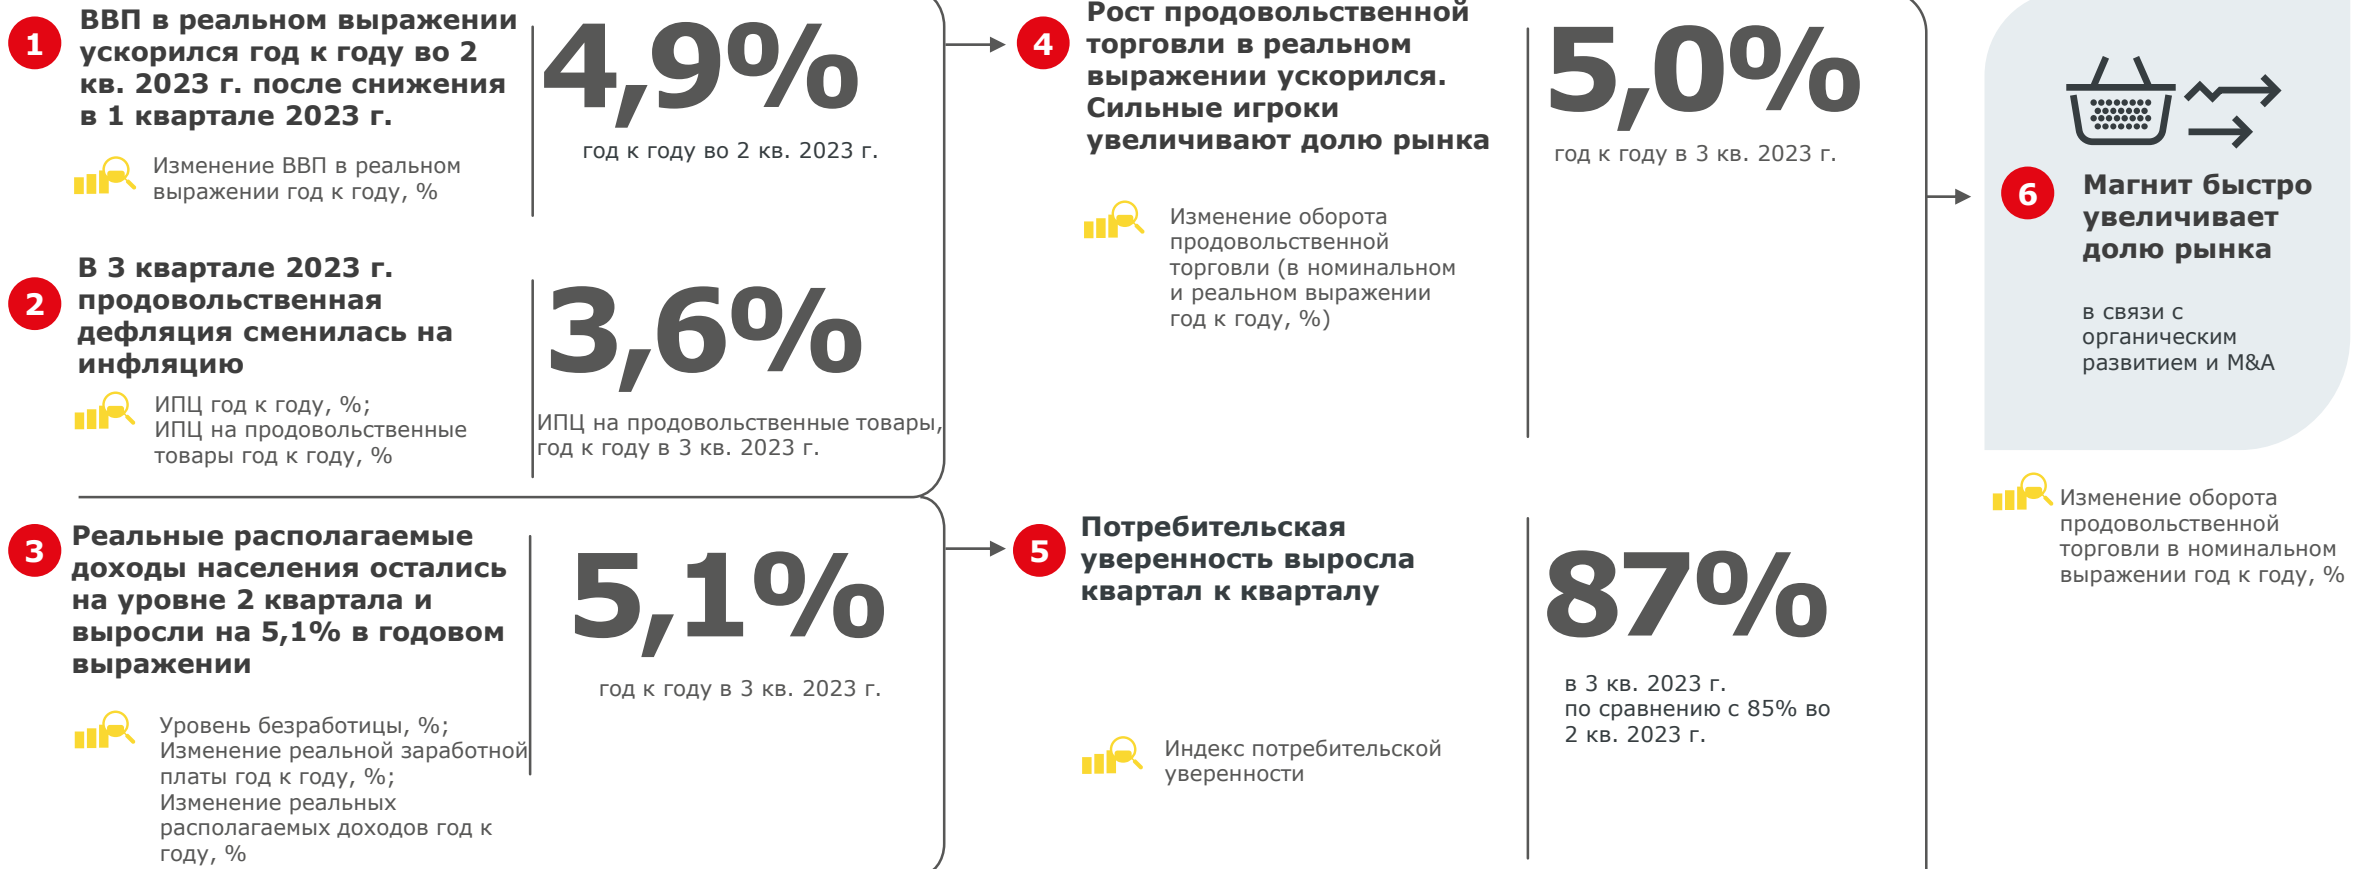 1
ВВП в реальном выражении
ускорился год к году во 2
кв. 2023 г. после снижения
в 1 квартале 2023 г.
Изменение ВВП в реальном
выражении год к году, %
4,9%
год к году во 2 кв. 2023 г.
2
В 3 квартале 2023 г.
продовольственная
дефляция сменилась на
инфляцию
ИПЦ год к году, %;
ИПЦ на продовольственные
товары год к году, %
3,6%
ИПЦ на продовольственные товары,
год к году в 3 кв. 2023 г.
3
Реальные располагаемые
доходы населения остались
на уровне 2 квартала и
выросли на 5,1% в годовом
выражении
Уровень безработицы, %;
Изменение реальной заработной
платы год к году, %;
Изменение реальных
располагаемых доходов год к
году, %
5,1%
год к году в 3 кв. 2023 г.
4
Рост продовольственной
торговли в реальном
выражении ускорился.
Сильные игроки
увеличивают долю рынка
Изменение оборота
продовольственной
торговли (в номинальном
и реальном выражении
год к году, %)
5,0%
год к году в 3 кв. 2023 г.
5
Потребительская
уверенность выросла
квартал к кварталу
Индекс потребительской
уверенности
87%
в 3 кв. 2023 г.
по сравнению с 85% во
2 кв. 2023 г.
6
Магнит быстро
увеличивает
долю рынка
в связи с
органическим
развитием и M&A
Изменение оборота
продовольственной
торговли в номинальном
выражении год к году, %